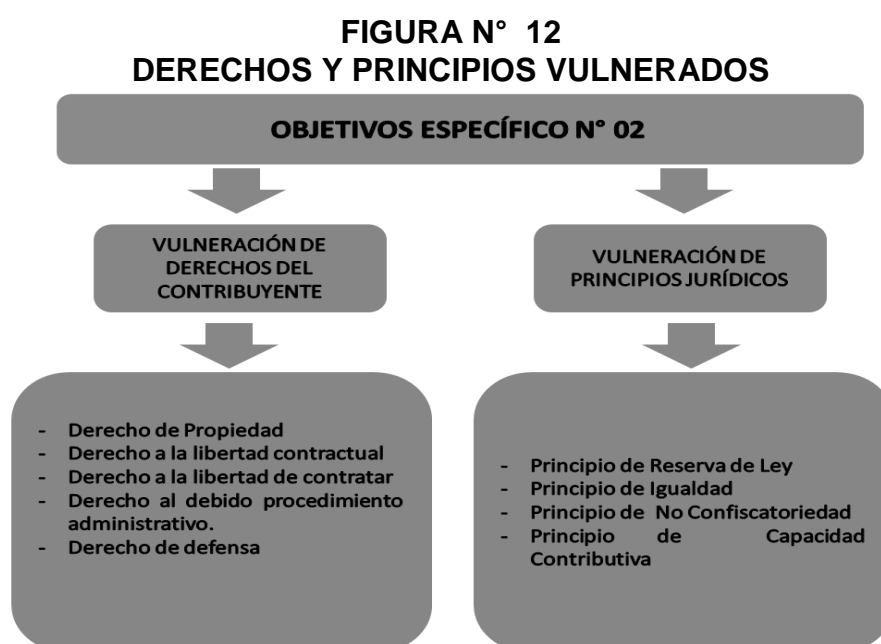 FIGURA N° 12
DERECHOS Y PRINCIPIOS VULNERADOS
OBJETIVOS ESPECÍFICO N° 02
VULNERACIÓN DE
DERECHOS DEL
CONTRIBUYENTE
VULNERACIÓN DE
PRINCIPIOS JURÍDICOS
- Derecho de Propiedad
- Derecho a la libertad contractual
- Derecho a la libertad de contratar
- Derecho al debido procedimiento
administrativo.
- Derecho de defensa
- Principio de Reserva de Ley
- Principio de Igualdad
- Principio de No Confiscatoriedad
- Principio de Capacidad
Contributiva